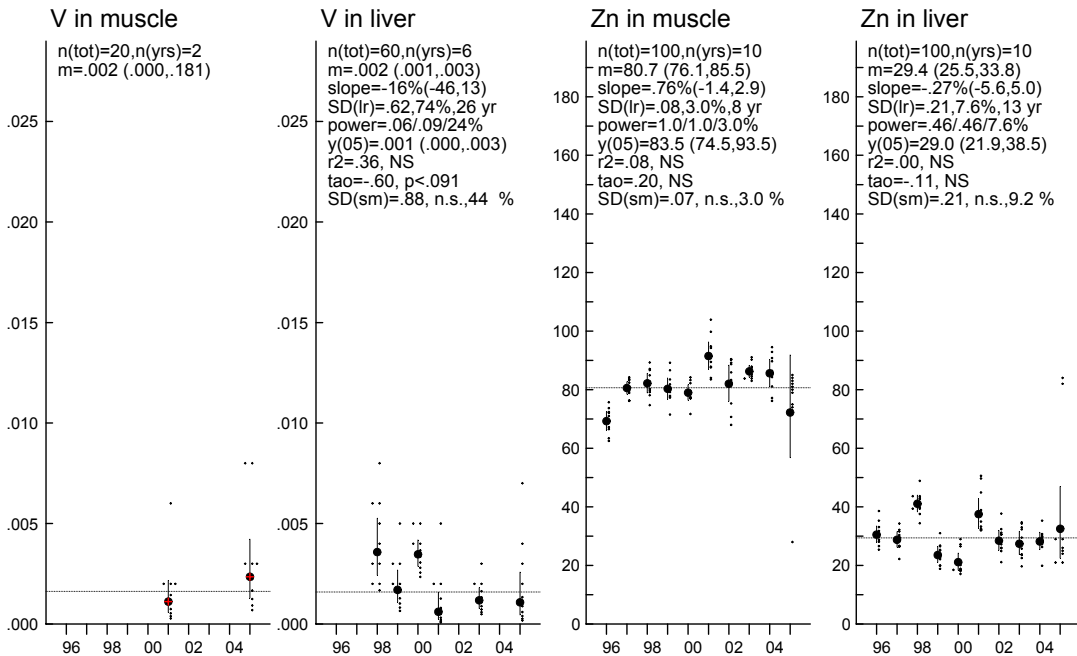 V in muscle
n(tot)=20,n(yrs)=2
m=.002 (.000,.181)
.025
.020
.015
.010
.005
.000
96 00 04
V in liver
n(tot)=60,n(yrs)=6
m=.002 (.001,.003)
slope=-16%(-46,13)
SD(lr)=.62,74%,26 yr
power=.06/.09/24%
y(05)=.001 (.000,.003)
r2=.36, NS
tao=-.60, p<.091
SD(sm)=.88, n.s.,44 %
.025
.020
.015
.010
.005
.000
96 00 04
Zn in muscle
n(tot)=100,n(yrs)=10
m=80.7 (76.1,85.5)
slope=.76%(-1.4,2.9)
SD(lr)=.08,3.0%,8 yr
power=1.0/1.0/3.0%
y(05)=83.5 (74.5,93.5)
r2=.08, NS
tao=.20, NS
SD(sm)=.07, n.s.,3.0 %
180
160
140
120
100
80
60
40
20
0
96 00 04
Zn in liver
n(tot)=100,n(yrs)=10
m=29.4 (25.5,33.8)
slope=-.27%(-5.6,5.0)
SD(lr)=.21,7.6%,13 yr
power=.46/.46/7.6%
y(05)=29.0 (21.9,38.5)
r2=.00, NS
tao=-.11, NS
SD(sm)=.21, n.s.,9.2 %
180
160
140
120
100
80
60
40
20
0
96 00 04